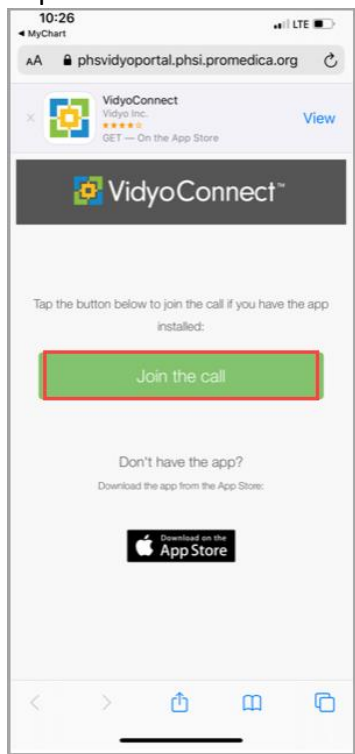 10:26
LTE
◄ MyChart
AA phsvidyoportal.phsi.promedica.org
VidyoConnect
Vidyo Inc.
★★★★☆
GET — On the App Store
View
VidyoConnect™
Tap the button below to join the call if you have the app
installed:
Join the call
Don't have the app?
Download the app from the App Store:
Download on the
App Store